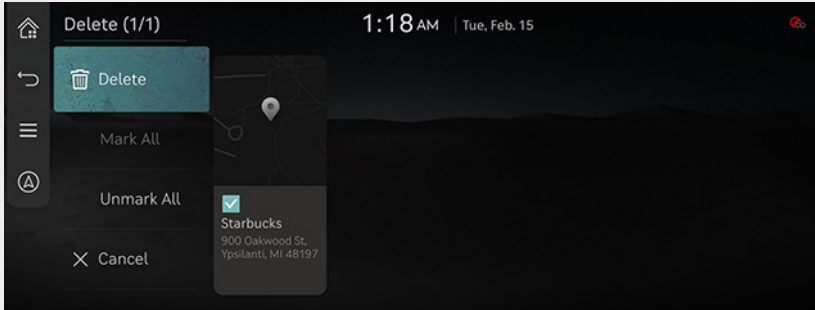 Delete (1/1)
1:18 AM
Tue, Feb. 15
Delete
Mark All
Unmark All
Cancel
Starbucks
900 Oakwood St,
Ypsilanti, MI 48197